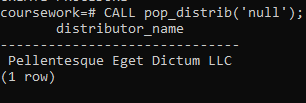 coursework=# CALL pop_distrib('null');
distributor_name
-----------------------------
Pellentesque Eget Dictum LLC
(1 row)